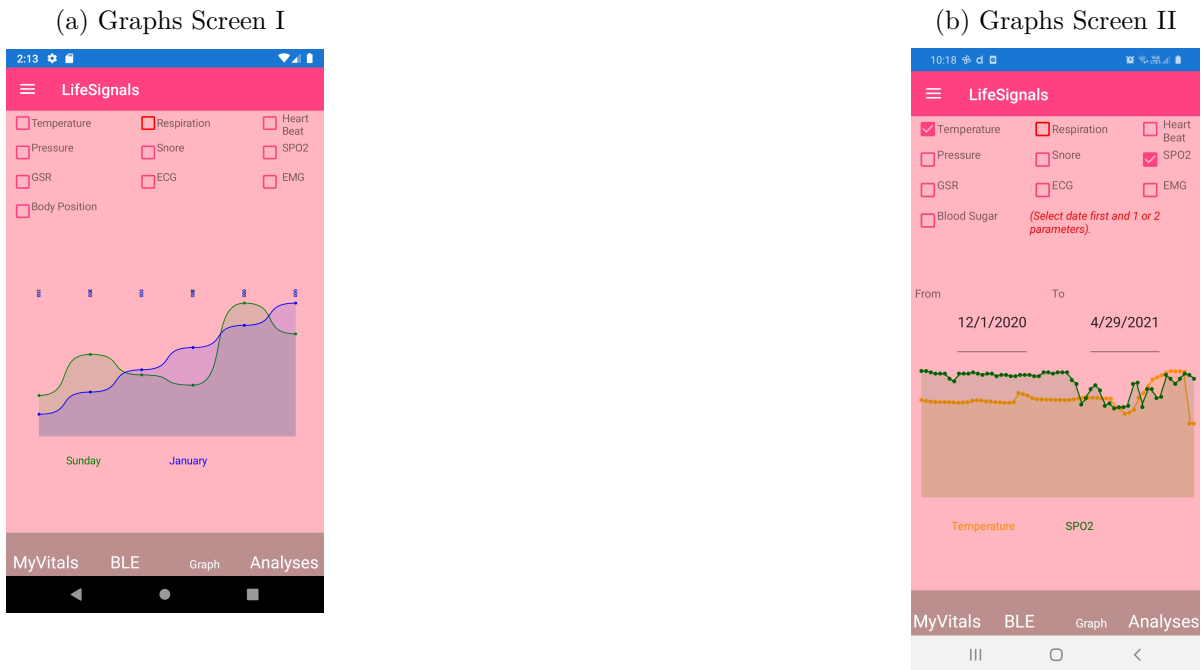 (a) Graphs Screen I
2:13
LifeSignals
Temperature Respiration Heart Beat
Pressure Snore SPO2
GSR ECG EMG
Body Position
Sunday January
MyVitals BLE Graph Analyses
(b) Graphs Screen II
10:18
LifeSignals
Temperature Respiration Heart Beat
Pressure Snore SPO2
GSR ECG EMG
Blood Sugar (Select date first and 1 or 2
parameters).
From To
12/1/2020 4/29/2021
Temperature SPO2
MyVitals BLE Graph Analyses